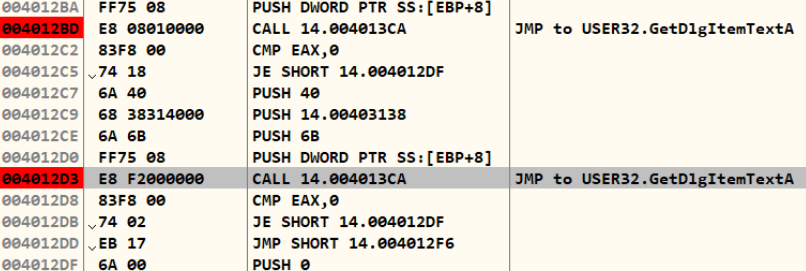 004012BA FF75 08 PUSH DWORD PTR SS:[EBP+8]
004012BD E8 08010000 CALL 14.004013CA JMP to USER32.GetDlgItemTextA
004012C2 83F8 00 CMP EAX,0
004012C5 74 18 JE SHORT 14.004012DF
004012C7 6A 40 PUSH 40
004012C9 68 38314000 PUSH 14.00403138
004012CE 6A 6B PUSH 6B
004012D0 FF75 08 PUSH DWORD PTR SS:[EBP+8]
004012D3 E8 F2000000 CALL 14.004013CA JMP to USER32.GetDlgItemTextA
004012D8 83F8 00 CMP EAX,0
004012DB 74 02 JE SHORT 14.004012DF
004012DD EB 17 JMP SHORT 14.004012F6
004012DF 6A 00 PUSH 0